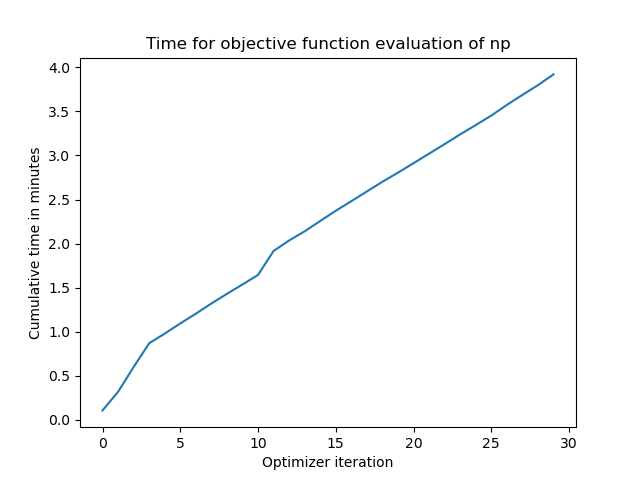 Time for objective function evaluation of np
Cumulative time in minutes
4.0
3.5
3.0
2.5
2.0
1.5
1.0
0.5
0.0
0 5 10 15 20 25 30
Optimizer iteration